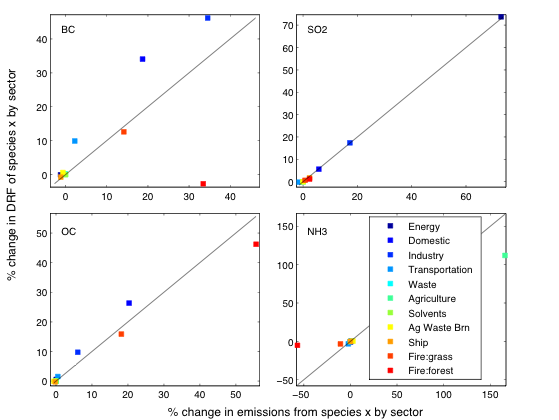 BC
40
30
20
10
0
0 10 20 30 40
SO2
70
60
50
40
30
20
10
0
0 20 40 60
% change in DRF of species x by sector
OC
50
40
30
20
10
0
0 10 20 30 40 50
NH3
150
100
50
0
−50
−50 0 50 100 150
Energy
Domestic
Industry
Transportation
Waste
Agriculture
Solvents
Ag Waste Brn
Ship
Fire:grass
Fire:forest
% change in emissions from species x by sector